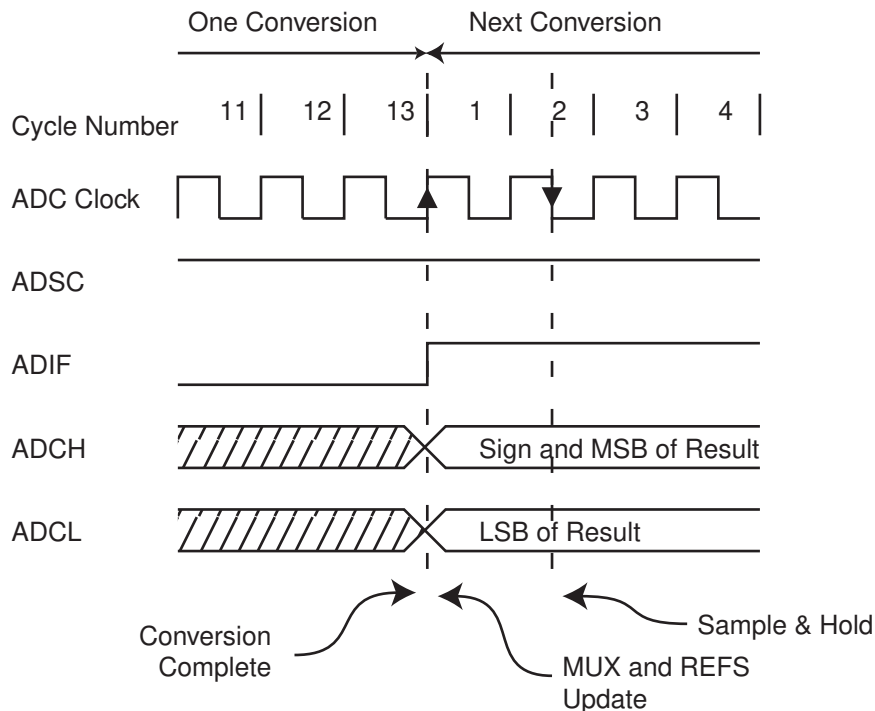 One Conversion Next Conversion
Cycle Number 11 12 13 1 2 3 4
ADC Clock
ADSC
ADIF
ADCH Sign and MSB of Result
ADCL LSB of Result
Conversion
Complete
MUX and REFS
Update
Sample & Hold